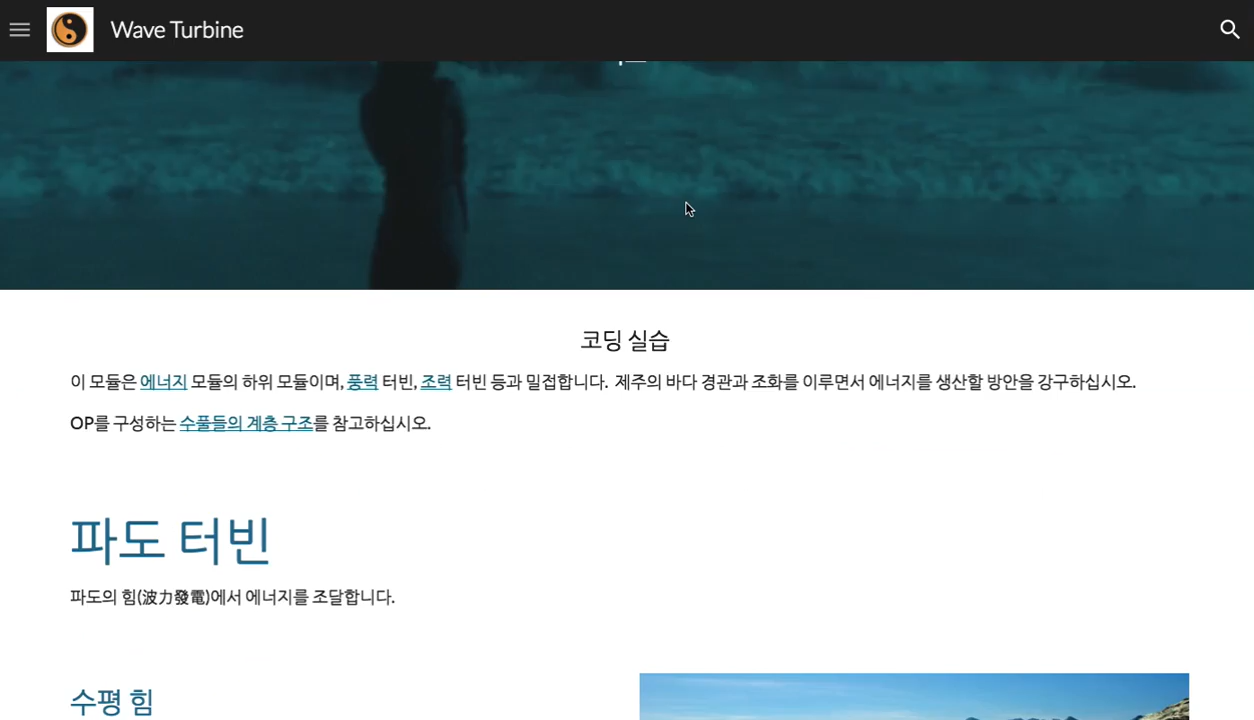 Wave Turbine
코딩 실습
이 모듈은 에너지 모듈의 하위 모듈이며, 풍력 터빈, 조력 터빈 등과 밀접합니다. 제주의 바다 경관과 조화를 이루면서 에너지를 생산할 방안을 강구하십시오.
OP를 구성하는 수풀들의 계층 구조를 참고하십시오.
파도 터빈
파도의 힘(波力發電)에서 에너지를 조달합니다.
수평 힘